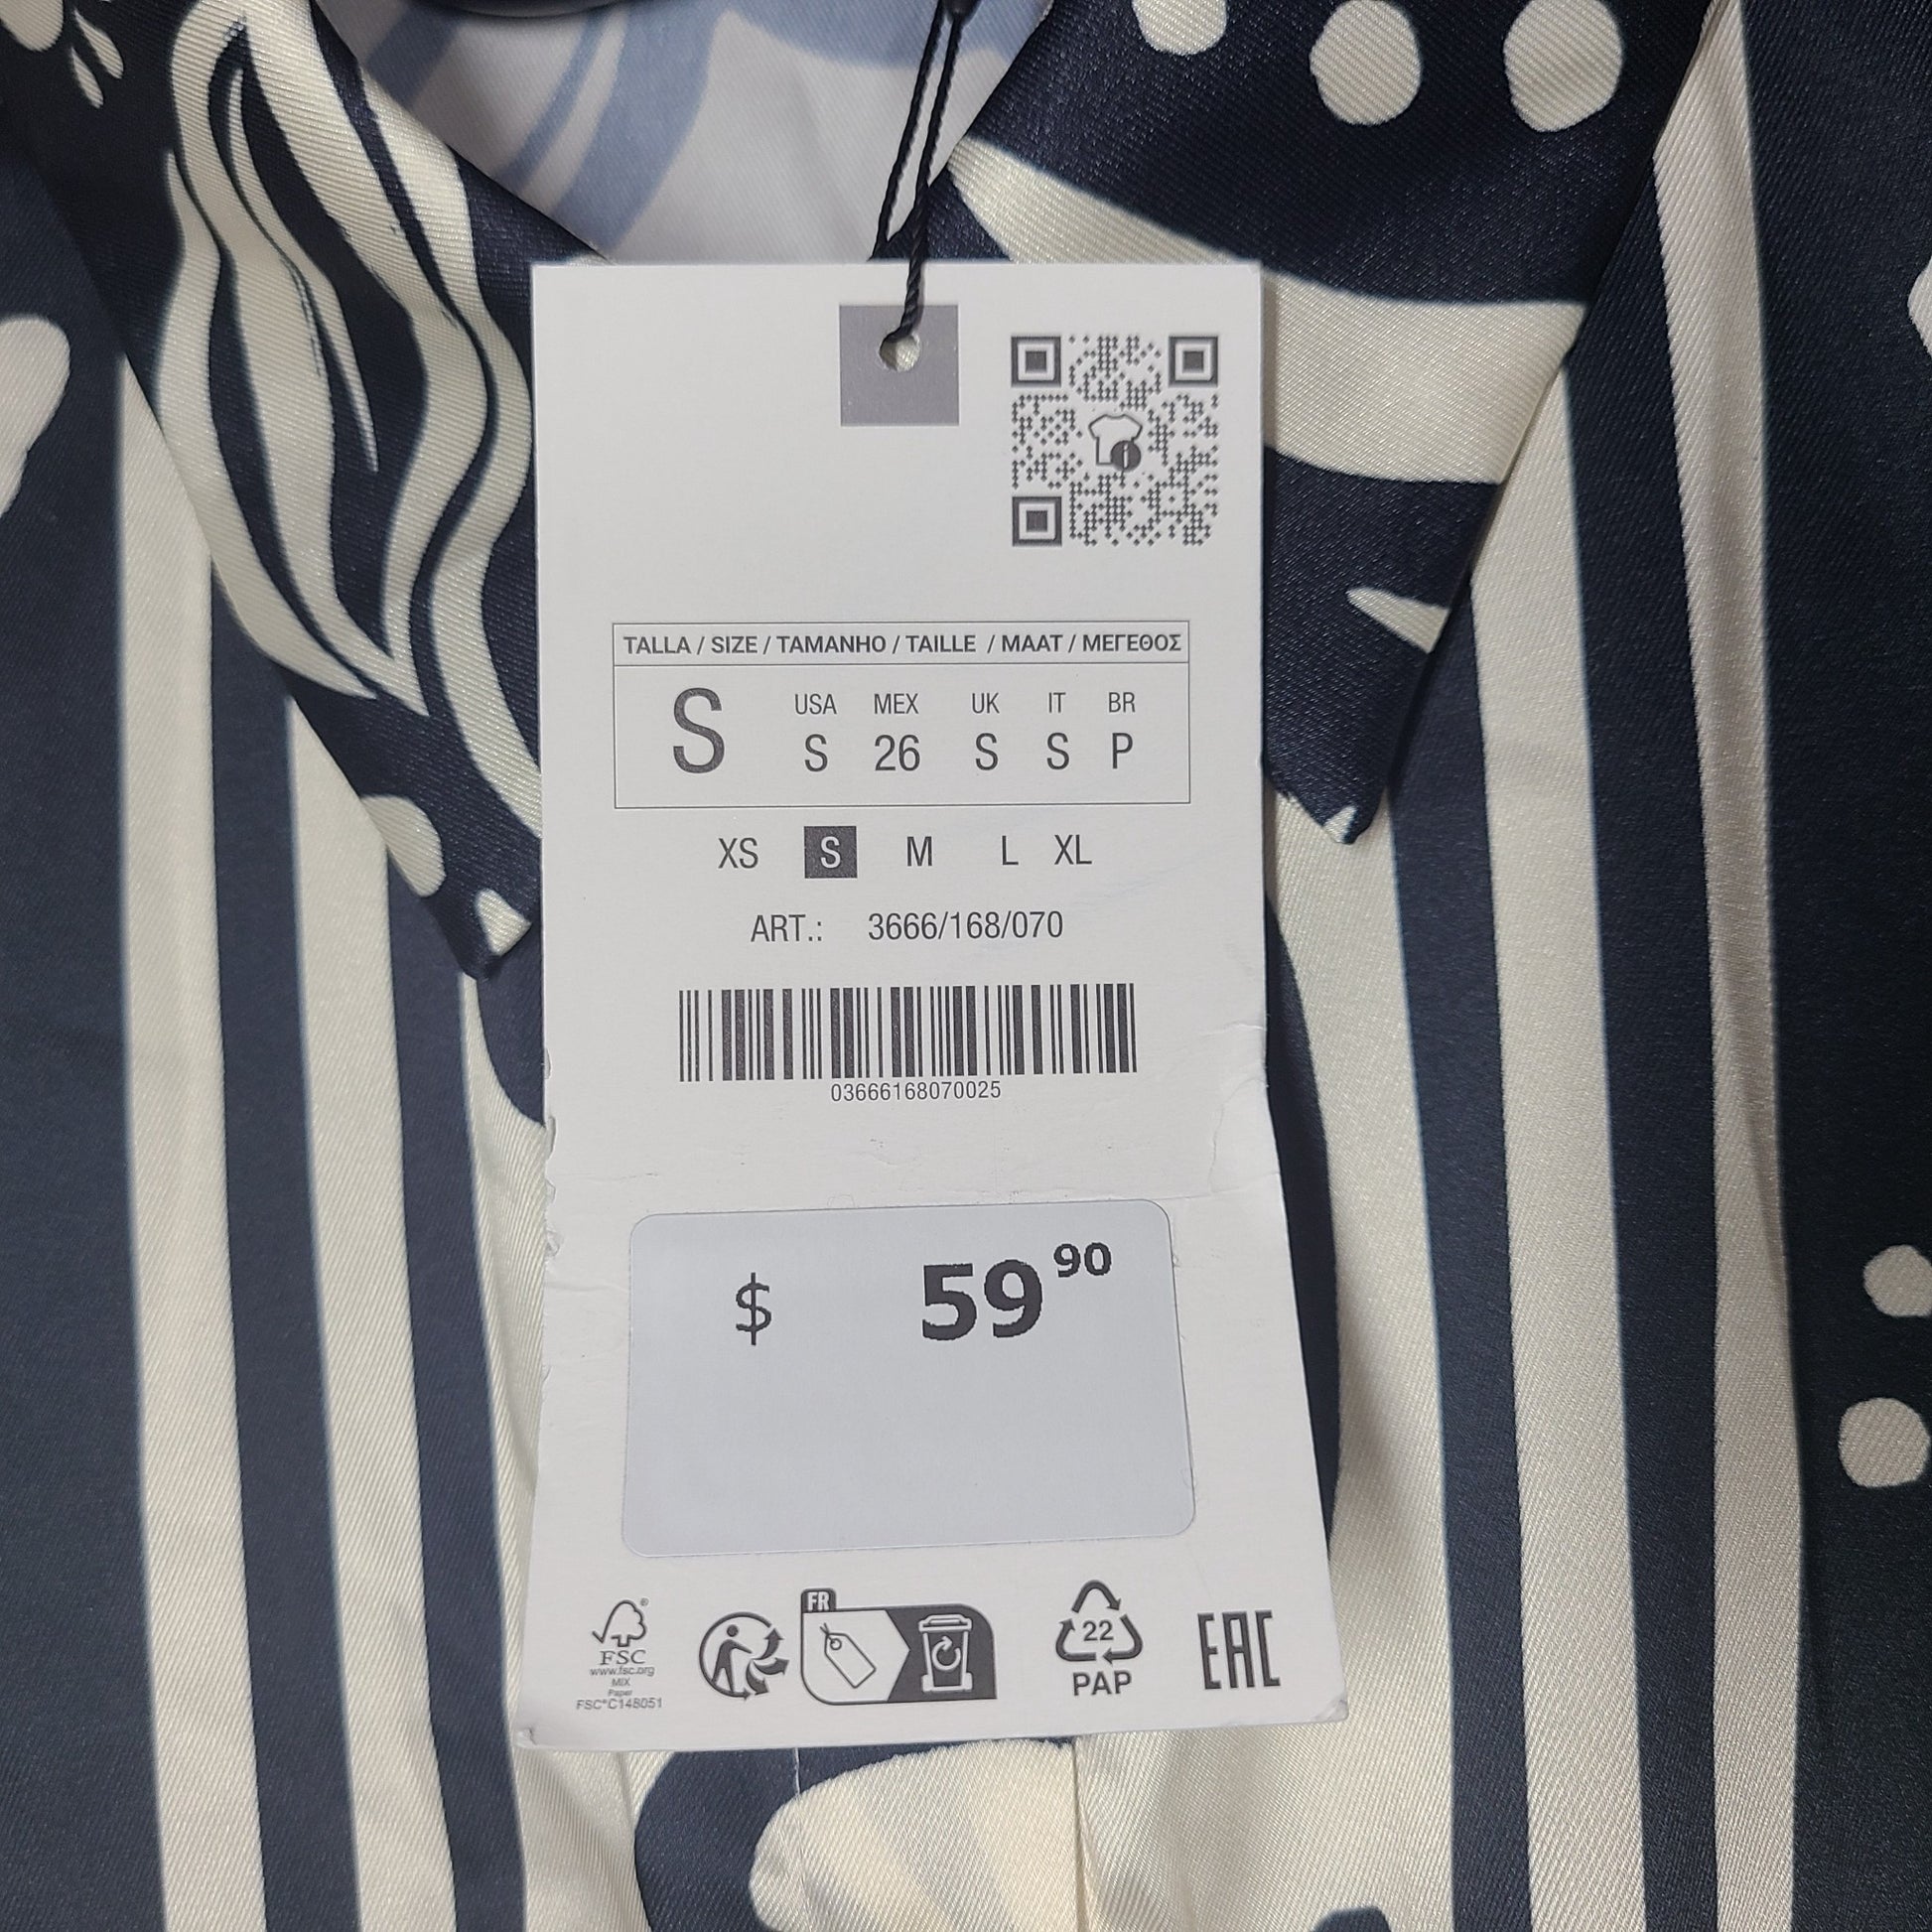 TALLA / SIZE / TAMANHO / TAILLE / MAAT / ΜΕΓΕΘΟΣ
USA MEX UK IT BR
S S 26 S S P
XS S M L XL
ART.: 3666/168/070
03666168070025
$ 59 90
FR
FSC®
www.fsc.org
MIX
Paper
FSC® C148051
22
PAP
EAC